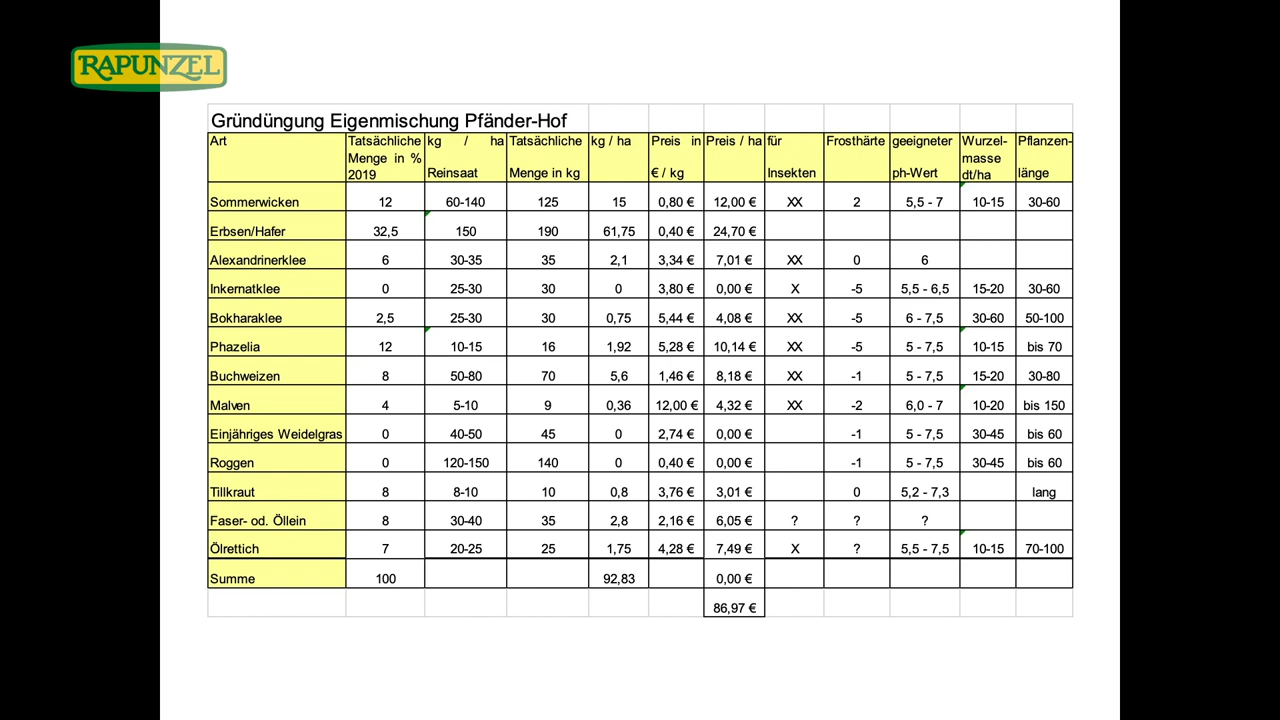 RAPUNZEL
Gründüngung Eigenmischung Pfänder-Hof
Art Tatsächliche Menge in % 2019 kg / ha Reinsaat Tatsächliche Menge in kg kg / ha Preis in € / kg Preis / ha für Insekten Frosthärte geeigneter ph-Wert Wurzel-masse dt/ha Pflanzen-länge
Sommerwicken 12 60-140 125 15 0,80 € 12,00 € XX 2 5,5 - 7 10-15 30-60
Erbsen/Hafer 32,5 150 190 61,75 0,40 € 24,70 €
Alexandrinerklee 6 30-35 35 2,1 3,34 € 7,01 € XX 0 6
Inkernatklee 0 25-30 30 0 3,80 € 0,00 € X -5 5,5 - 6,5 15-20 30-60
Bokharaklee 2,5 25-30 30 0,75 5,44 € 4,08 € XX -5 6 - 7,5 30-60 50-100
Phazelia 12 10-15 16 1,92 5,28 € 10,14 € XX -5 5 - 7,5 10-15 bis 70
Buchweizen 8 50-80 70 5,6 1,46 € 8,18 € XX -1 5 - 7,5 15-20 30-80
Malven 4 5-10 9 0,36 12,00 € 4,32 € XX -2 6,0 - 7 10-20 bis 150
Einjähriges Weidelgras 0 40-50 45 0 2,74 € 0,00 € -1 5 - 7,5 30-45 bis 60
Roggen 0 120-150 140 0 0,40 € 0,00 € -1 5 - 7,5 30-45 bis 60
Tillkraut 8 8-10 10 0,8 3,76 € 3,01 € 0 5,2 - 7,3 lang
Faser- od. Öllein 8 30-40 35 2,8 2,16 € 6,05 € ? ? ?
Ölrettich 7 20-25 25 1,75 4,28 € 7,49 € X ? 5,5 - 7,5 10-15 70-100
Summe 100 92,83 0,00 €
86,97 €